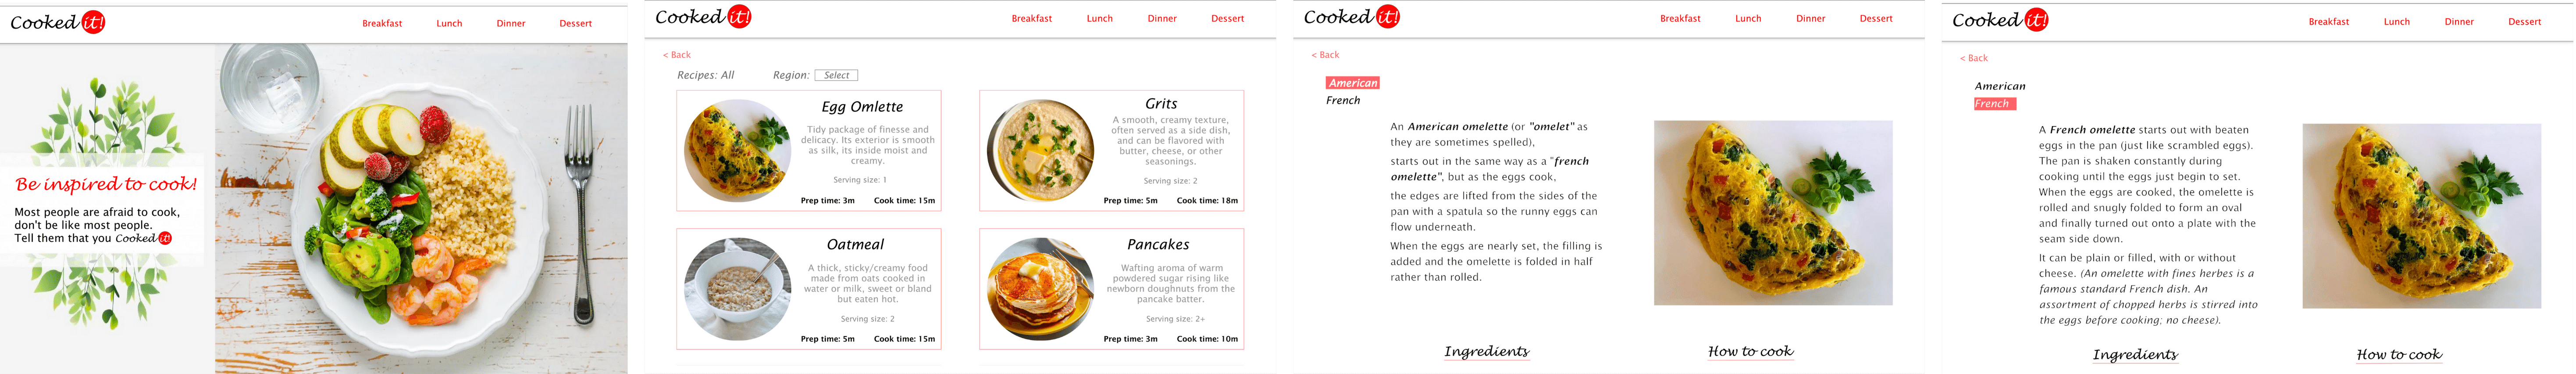 Cooked it!
Breakfast Lunch Dinner Dessert
Be inspired to cook!
Most people are afraid to cook,
don't be like most people.
Tell them that you Cooked it!
Cooked it!
Breakfast Lunch Dinner Dessert
< Back
Recipes: All Region: Select
Egg Omlette
Tidy package of finesse and
delicacy. Its exterior is smooth
as silk, its inside moist and
creamy.
Serving size: 1
Prep time: 3m Cook time: 15m
Grits
A smooth, creamy texture,
often served as a side dish,
and can be flavored with
butter, cheese, or other
seasonings.
Serving size: 2
Prep time: 5m Cook time: 18m
Oatmeal
A thick, sticky/creamy food
made from oats cooked in
water or milk, sweet or bland
but eaten hot.
Serving size: 2
Prep time: 5m Cook time: 15m
Pancakes
Wafting aroma of warm
powdered sugar rising like
newborn doughnuts from the
pancake batter.
Serving size: 2+
Prep time: 3m Cook time: 10m
Cooked it!
Breakfast Lunch Dinner Dessert
< Back
American
French
An American omelette (or "omelet" as
they are sometimes spelled),
starts out in the same way as a "french
omelette", but as the eggs cook,
the edges are lifted from the sides of the
pan with a spatula so the runny eggs can
flow underneath.
When the eggs are nearly set, the filling is
added and the omelette is folded in half
rather than rolled.
Ingredients How to cook
Cooked it!
Breakfast Lunch Dinner Dessert
< Back
American
French
A French omelette starts out with beaten
eggs in the pan (just like scrambled eggs).
The pan is shaken constantly during
cooking until the eggs just begin to set.
When the eggs are cooked, the omelette is
rolled and snugly folded to form an oval
and finally turned out onto a plate with the
seam side down.
It can be plain or filled, with or without
cheese. (An omelette with fines herbes is a
famous standard French dish. An
assortment of chopped herbs is stirred into
the eggs before cooking; no cheese).
Ingredients How to cook